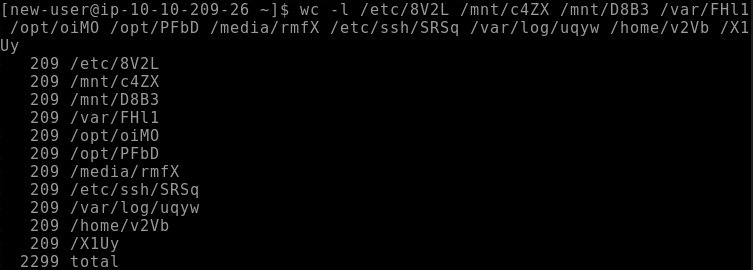 [new-user@ip-10-10-209-26 ~]$ wc -l /etc/8V2L /mnt/c4ZX /mnt/D8B3 /var/FHl1
 /opt/oiMO /opt/PFbD /media/rmfX /etc/ssh/SRSq /var/log/uqyw /home/v2Vb /X1
Uy
   209 /etc/8V2L
   209 /mnt/c4ZX
   209 /mnt/D8B3
   209 /var/FHl1
   209 /opt/oiMO
   209 /opt/PFbD
   209 /media/rmfX
   209 /etc/ssh/SRSq
   209 /var/log/uqyw
   209 /home/v2Vb
   209 /X1Uy
  2299 total